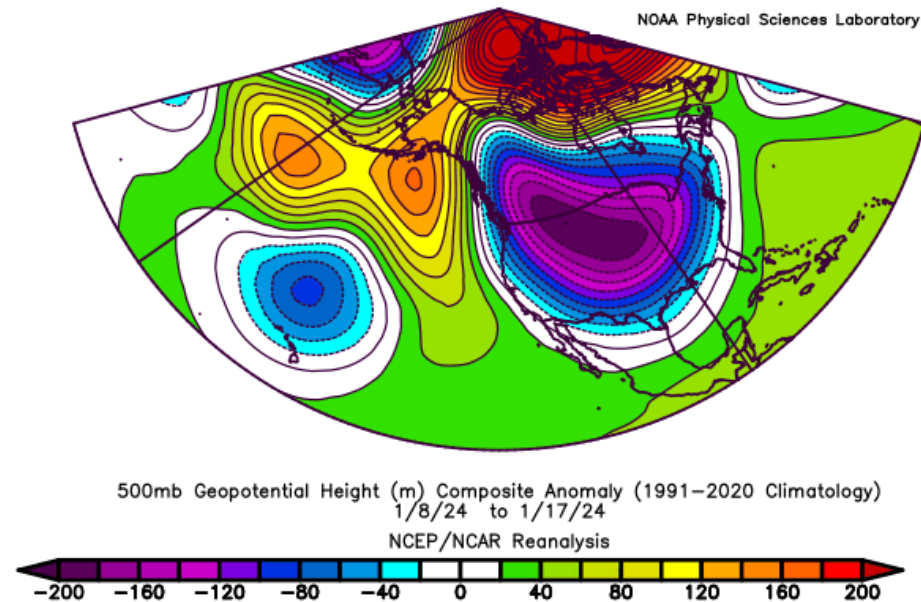 NOAA Physical Sciences Laboratory
500mb Geopotential Height (m) Composite Anomaly (1991−2020 Climatology)
1/8/24 to 1/17/24
NCEP/NCAR Reanalysis
−200 −160 −120 −80 −40 0 40 80 120 160 200